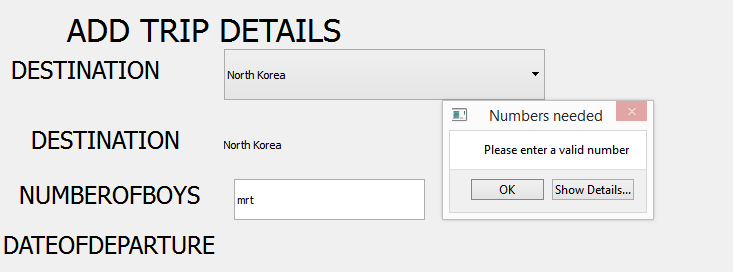 ADD TRIP DETAILS
DESTINATION
North Korea
Numbers needed
Please enter a valid number
OK Show Details...
DESTINATION
North Korea
NUMBEROFBOYS
mrt
DATEOFDEPARTURE